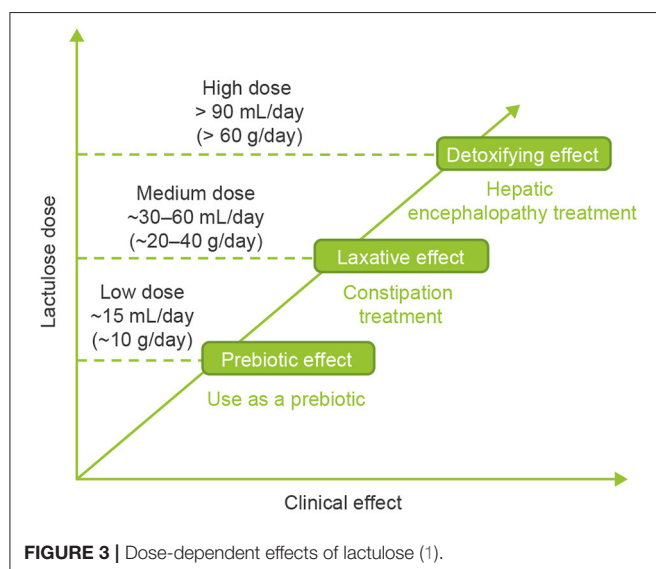 High dose
> 90 mL/day
(> 60 g/day)
Detoxifying effect
Hepatic
encephalopathy treatment
Medium dose
~30–60 mL/day
(~20–40 g/day)
Laxative effect
Constipation
treatment
Low dose
~15 mL/day
(~10 g/day)
Prebiotic effect
Use as a prebiotic
Lactulose dose
Clinical effect
FIGURE 3 | Dose-dependent effects of lactulose (1).